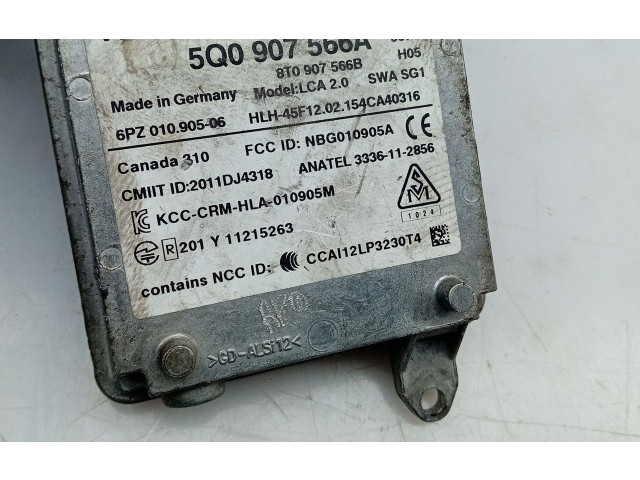 5Q0 907 566A
8T0 907 566B H05
Made in Germany Model:LCA 2.0 SWA SG1
6PZ 010.905-06 HLH-45F12.02.154CA40316
Canada 310 FCC ID: NBG010905A CE
CMIIT ID:2011DJ4318 ANATEL 3336-11-2856
KCC-CRM-HLA-010905M
R 201 Y 11215263
1024
contains NCC ID: CCAI12LP3230T4
>GD-ALSi12<